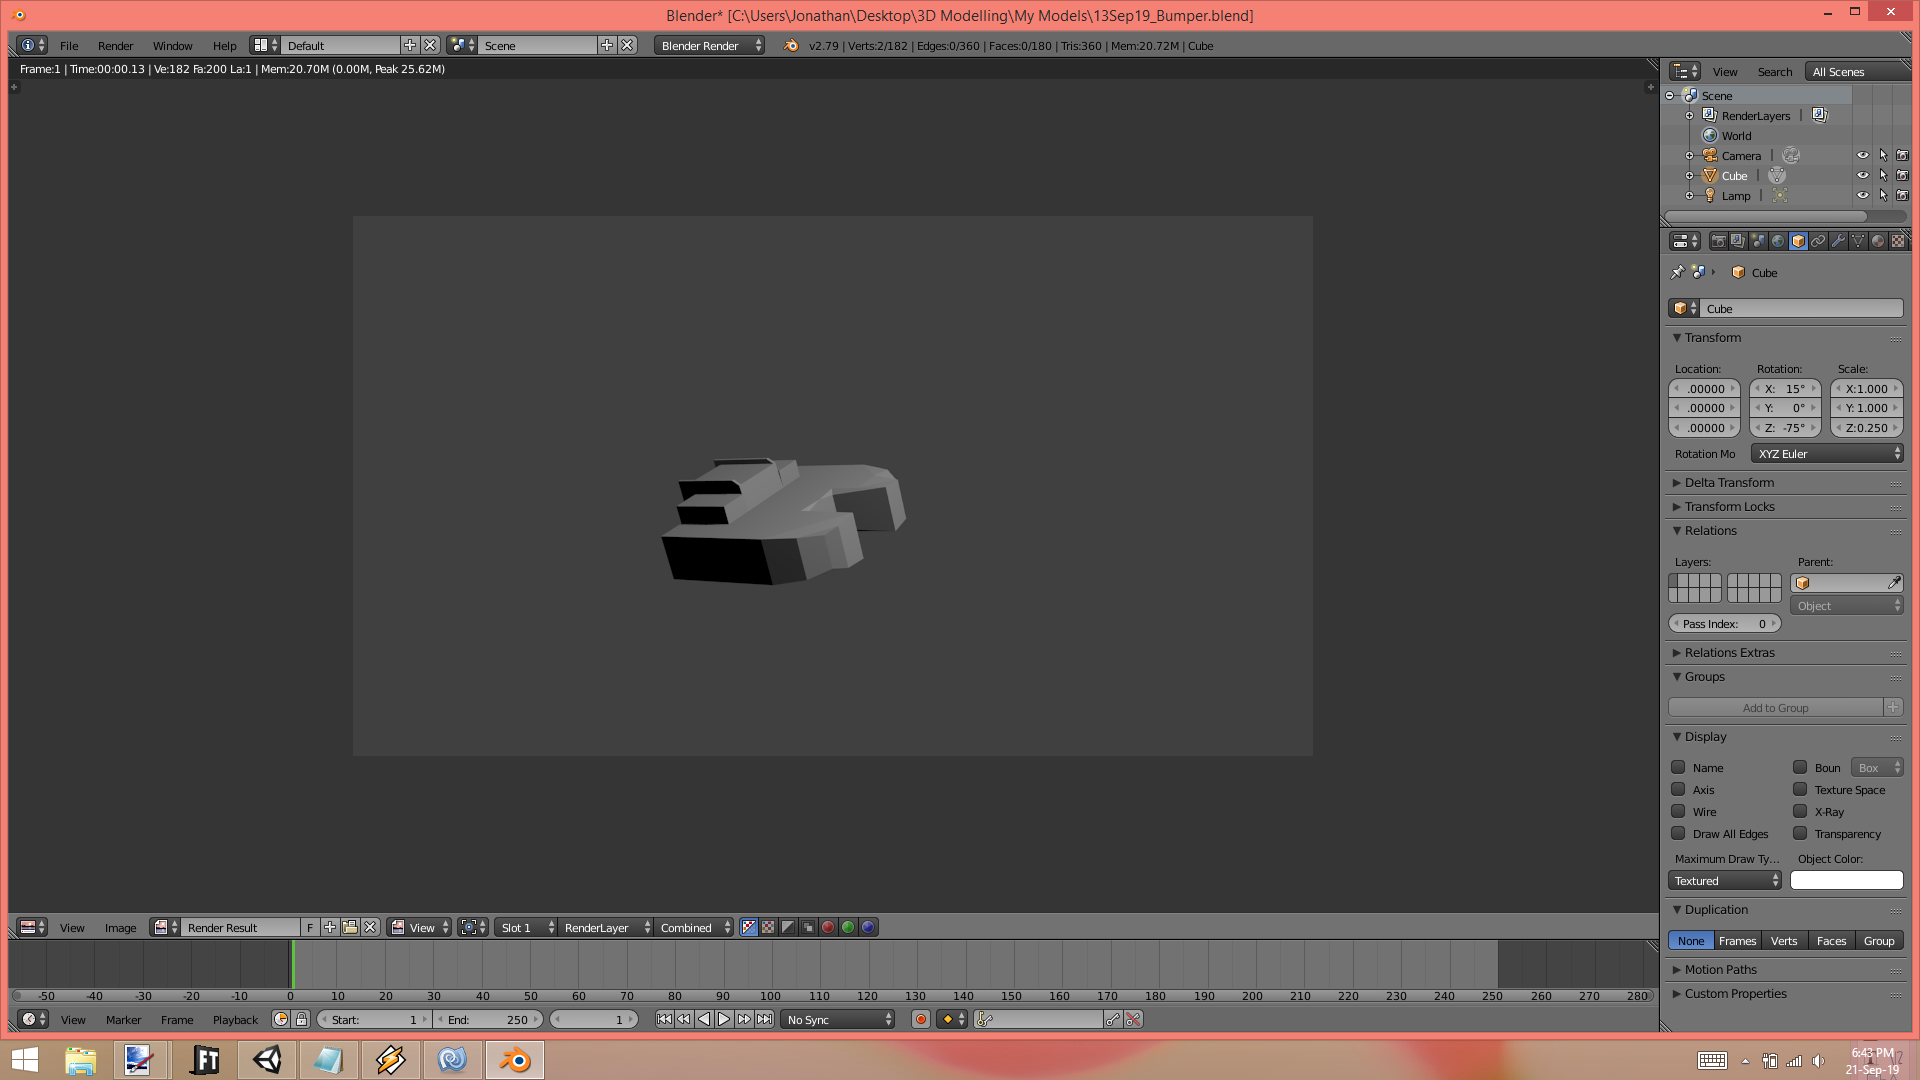 Blender* [C:\Users\Jonathan\Desktop\3D Modelling\My Models\13Sep19_Bumper.blend]
File Render Window Help Default Scene Blender Render v2.79 | Verts:2/182 | Edges:0/360 | Faces:0/180 | Tris:360 | Mem:20.72M | Cube
Frame:1 | Time:00:00.13 | Ve:182 Fa:200 La:1 | Mem:20.70M (0.00M, Peak 25.62M)
View Search All Scenes
Scene
RenderLayers |
World
Camera |
Cube |
Lamp |
Cube
Cube
Transform
Location: Rotation: Scale:
.00000 X: 15° X:1.000
.00000 Y: 0° Y: 1.000
.00000 Z: -75° Z:0.250
Rotation Mo XYZ Euler
Delta Transform
Transform Locks
Relations
Layers: Parent:
Object
Pass Index: 0
Relations Extras
Groups
Add to Group
Display
Name Boun Box
Axis Texture Space
Wire X-Ray
Draw All Edges Transparency
Maximum Draw Ty... Object Color:
Textured
Duplication
None Frames Verts Faces Group
Motion Paths
Custom Properties
View Image Render Result F View Slot 1 RenderLayer Combined
-50 -40 -30 -20 -10 0 10 20 30 40 50 60 70 80 90 100 110 120 130 140 150 160 170 180 190 200 210 220 230 240 250 260 270 280
View Marker Frame Playback Start: 1 End: 250 1 No Sync
FT
6:43 PM
21-Sep-19